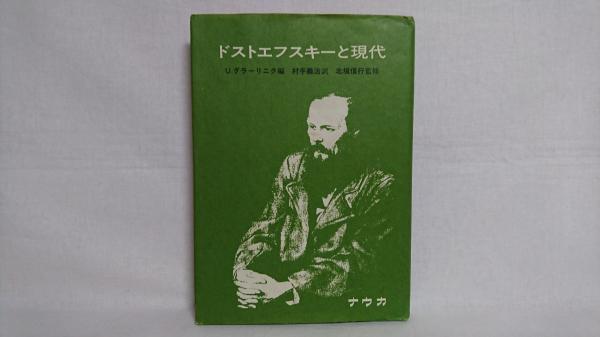 ドストエフスキーと現代
U.グラーリニク編 村手義治訳 北垣信行監修
ナウカ